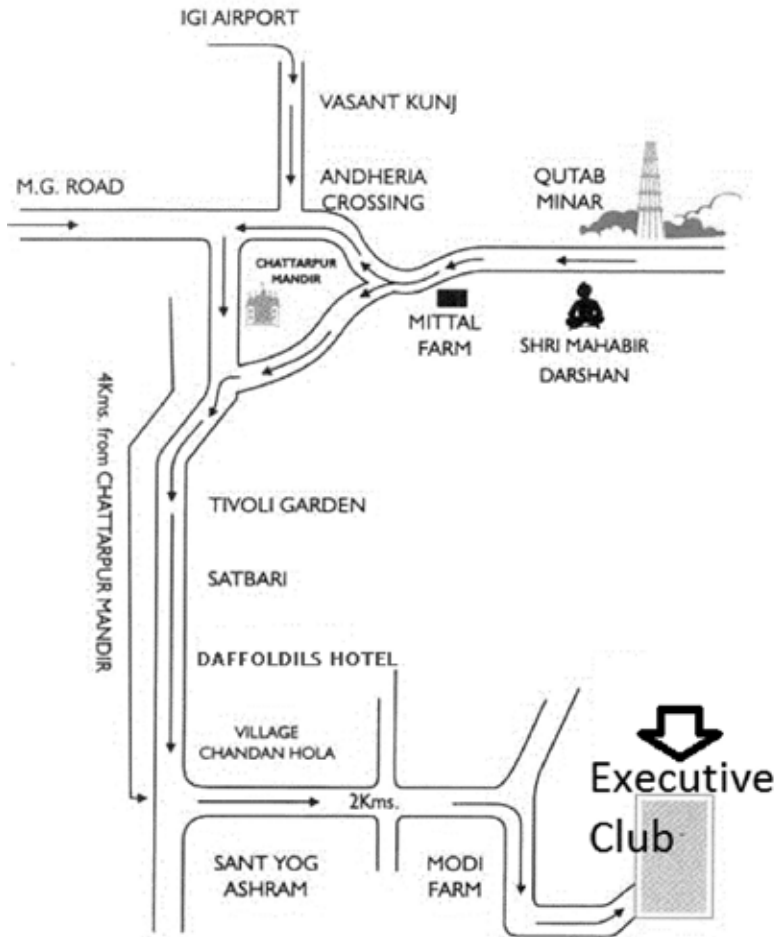 IGI AIRPORT
VASANT KUNJ
M.G. ROAD
ANDHERIA
CROSSING
QUTAB
MINAR
CHATTARPUR
MANDIR
MITTAL
FARM
SHRI MAHABIR
DARSHAN
4Kms. from CHATTARPUR MANDIR
TIVOLI GARDEN
SATBARI
DAFFOLDILS HOTEL
VILLAGE
CHANDAN HOLA
2Kms.
Executive
Club
SANT YOG
ASHRAM
MODI
FARM